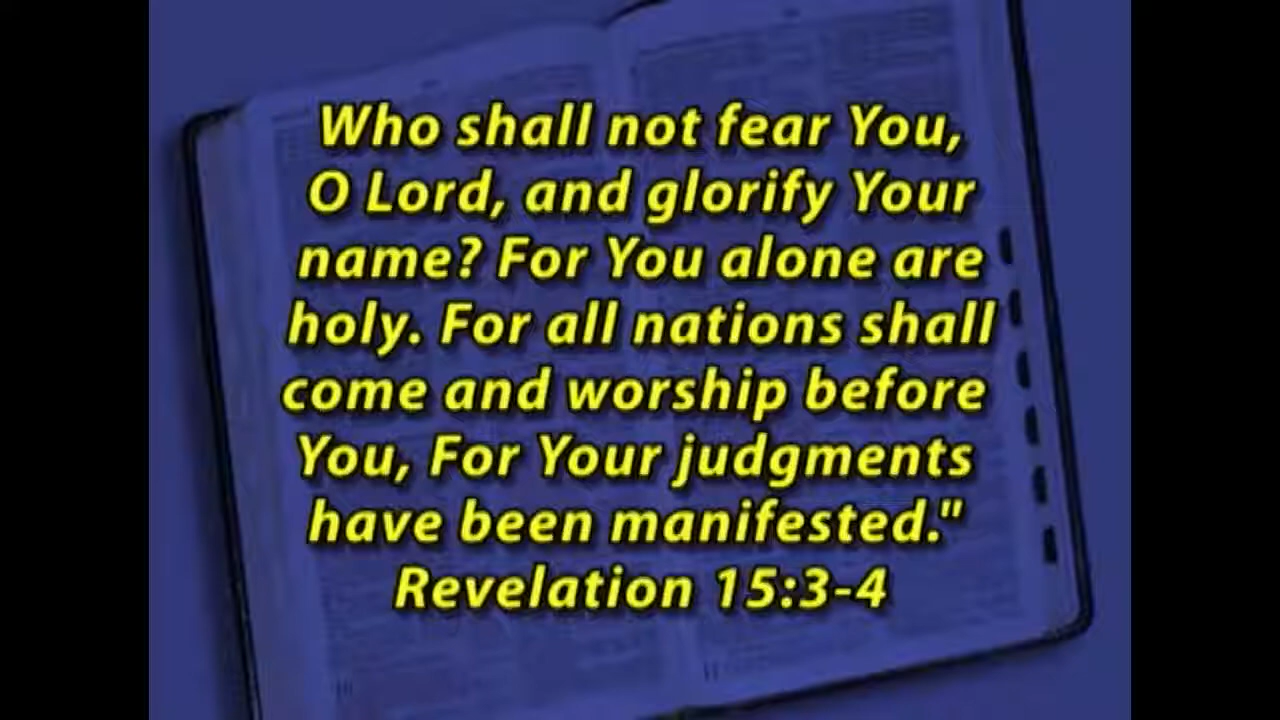 Who shall not fear You,
O Lord, and glorify Your
name? For You alone are
holy. For all nations shall
come and worship before
You, For Your judgments
have been manifested."
Revelation 15:3-4